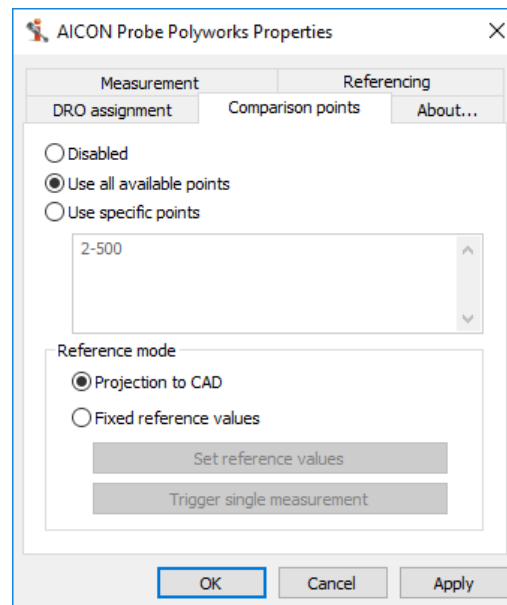 AICON Probe Polyworks Properties
Measurement
Referencing
DRO assignment
Comparison points
About...
Disabled
Use all available points
Use specific points
2-500
Reference mode
Projection to CAD
Fixed reference values
Set reference values
Trigger single measurement
OK
Cancel
Apply